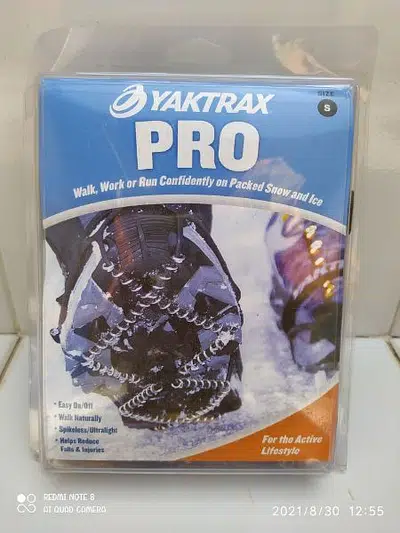 SIZE
S
YAKTRAX
PRO
Walk, Work or Run Confidently on Packed Snow and Ice
YAKTRAX
• Easy On/Off
• Walk Naturally
• Spikeless/Ultralight
• Helps Reduce
Falls & Injuries
For the Active
Lifestyle
REDMI NOTE 8
AI QUAD CAMERA
2021/8/30 12:55